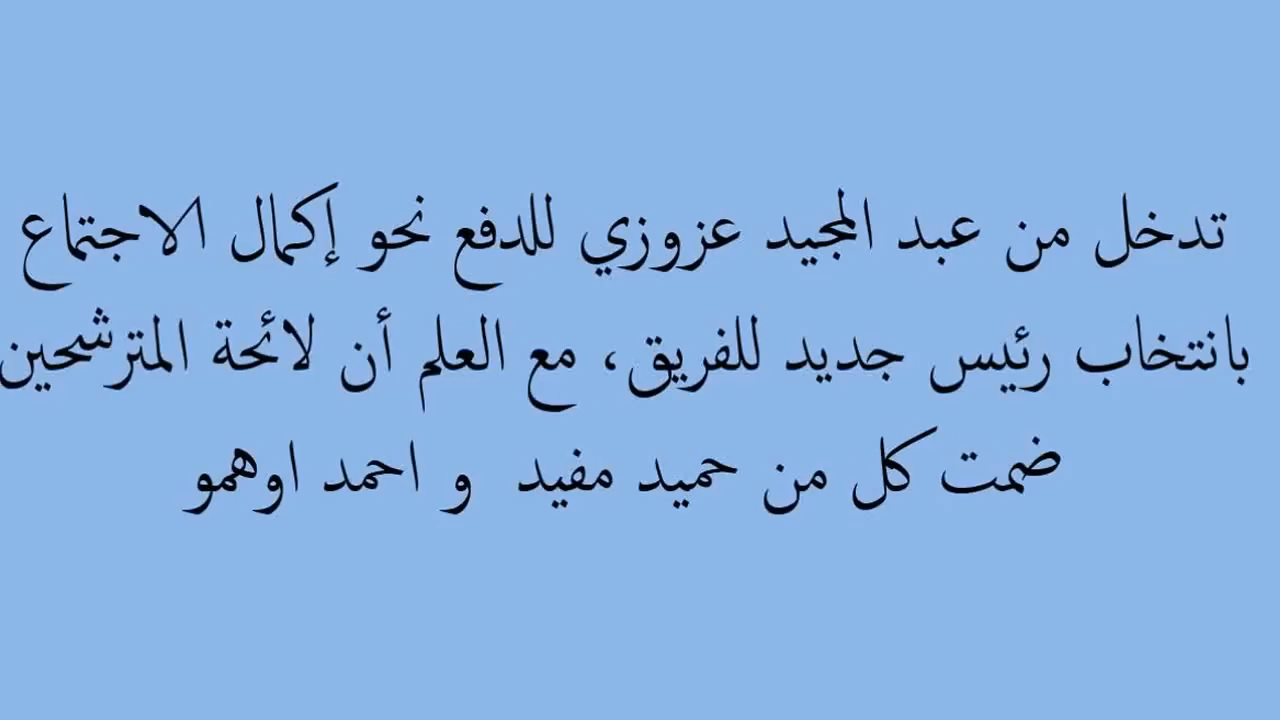 تدخل من عبد المجيد عزوزي للدفع نحو إكمال الاجتماع
بانتخاب رئيس جديد للفريق، مع العلم أن لائحة المترشحين
ضمت كل من حميد مفيد و احمد اوهمو